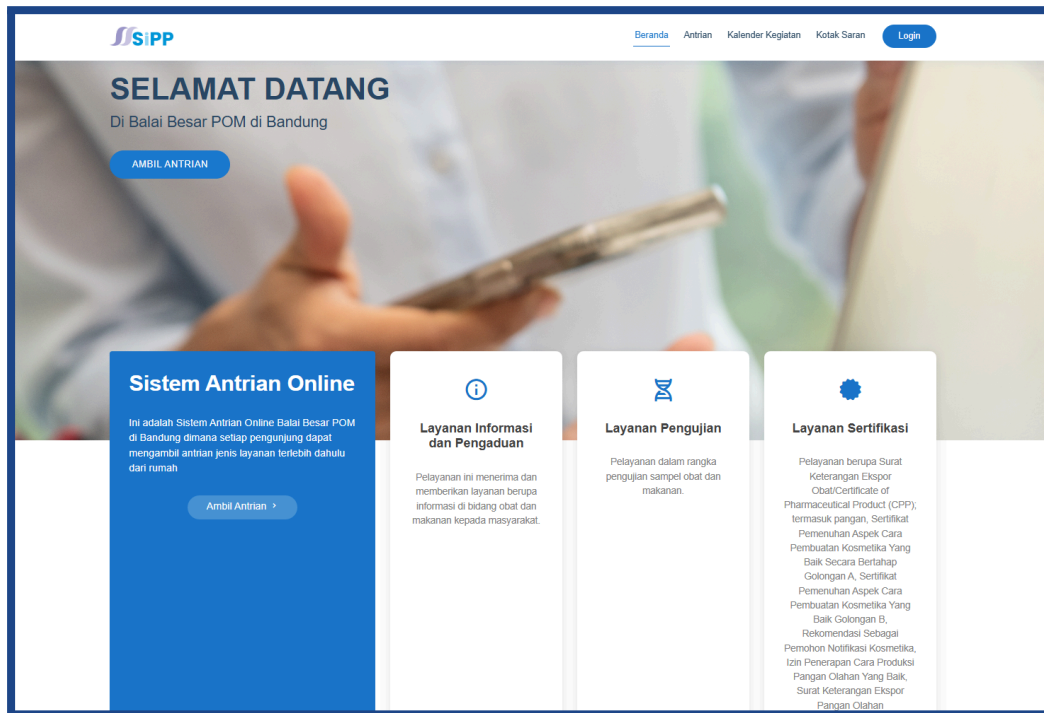 SiPP
Beranda Antrian Kalender Kegiatan Kotak Saran Login
SELAMAT DATANG
Di Balai Besar POM di Bandung
AMBIL ANTRIAN
Sistem Antrian Online
Ini adalah Sistem Antrian Online Balai Besar POM
di Bandung dimana setiap pengunjung dapat
mengambil antrian jenis layanan terlebih dahulu
dari rumah
Ambil Antrian
Layanan Informasi
dan Pengaduan
Pelayanan ini menerima dan
memberikan layanan berupa
informasi di bidang obat dan
makanan kepada masyarakat.
Layanan Pengujian
Pelayanan dalam rangka
pengujian sampel obat dan
makanan.
Layanan Sertifikasi
Pelayanan berupa Surat
Keterangan Ekspor
Obat/Certificate of
Pharmaceutical Product (CPP);
termasuk pangan, Sertifikat
Pemenuhan Aspek Cara
Pembuatan Kosmetika Yang
Baik Secara Bertahap
Golongan A, Sertifikat
Pemenuhan Aspek Cara
Pembuatan Kosmetika Yang
Baik Golongan B,
Rekomendasi Sebagai
Pemohon Notifikasi Kosmetika,
Izin Penerapan Cara Produksi
Pangan Olahan Yang Baik,
Surat Keterangan Ekspor
Pangan Olahan